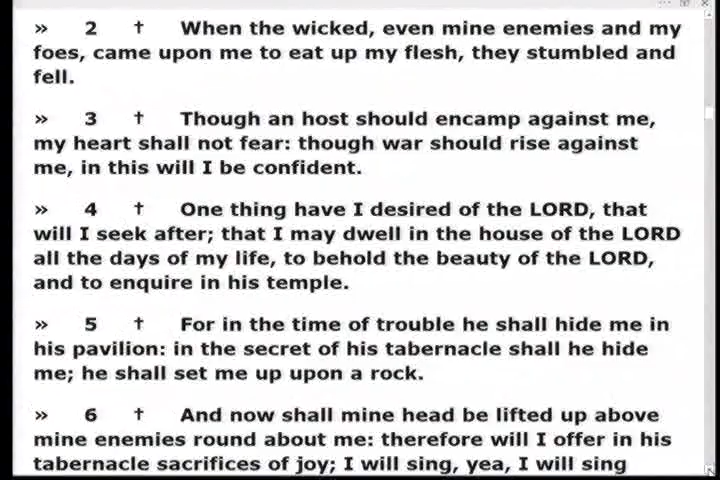 » 2 † When the wicked, even mine enemies and my
foes, came upon me to eat up my flesh, they stumbled and
fell.
» 3 † Though an host should encamp against me,
my heart shall not fear: though war should rise against
me, in this will I be confident.
» 4 † One thing have I desired of the LORD, that
will I seek after; that I may dwell in the house of the LORD
all the days of my life, to behold the beauty of the LORD,
and to enquire in his temple.
» 5 † For in the time of trouble he shall hide me in
his pavilion: in the secret of his tabernacle shall he hide
me; he shall set me up upon a rock.
» 6 † And now shall mine head be lifted up above
mine enemies round about me: therefore will I offer in his
tabernacle sacrifices of joy; I will sing, yea, I will sing